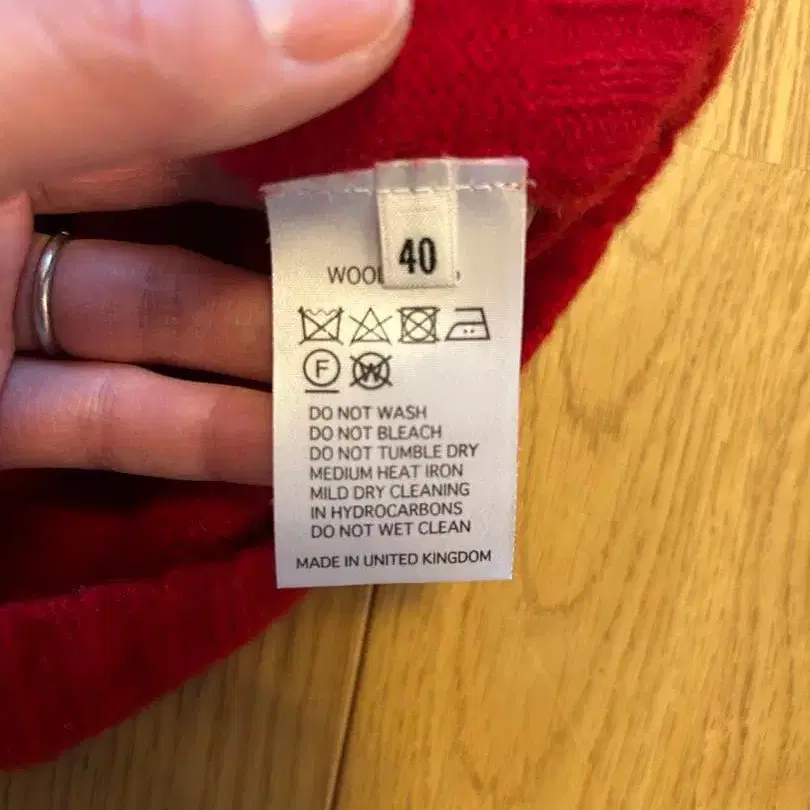 40
WOOL
F
W
DO NOT WASH
DO NOT BLEACH
DO NOT TUMBLE DRY
MEDIUM HEAT IRON
MILD DRY CLEANING
IN HYDROCARBONS
DO NOT WET CLEAN
MADE IN UNITED KINGDOM